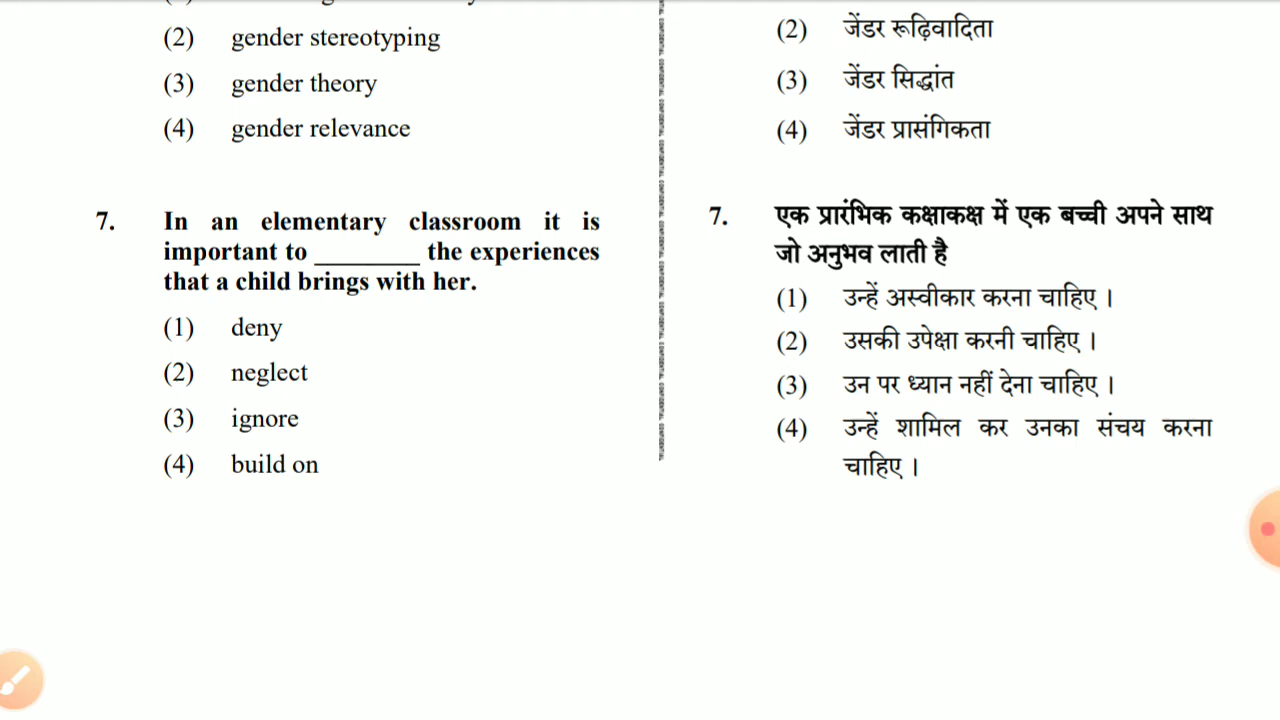 (2) gender stereotyping
(3) gender theory
(4) gender relevance
7. In an elementary classroom it is
important to ________ the experiences
that a child brings with her.
(1) deny
(2) neglect
(3) ignore
(4) build on
(2) जेंडर रूढ़िवादिता
(3) जेंडर सिद्धांत
(4) जेंडर प्रासंगिकता
7. एक प्रारंभिक कक्षाकक्ष में एक बच्ची अपने साथ
जो अनुभव लाती है
(1) उन्हें अस्वीकार करना चाहिए ।
(2) उसकी उपेक्षा करनी चाहिए ।
(3) उन पर ध्यान नहीं देना चाहिए ।
(4) उन्हें शामिल कर उनका संचय करना
चाहिए ।